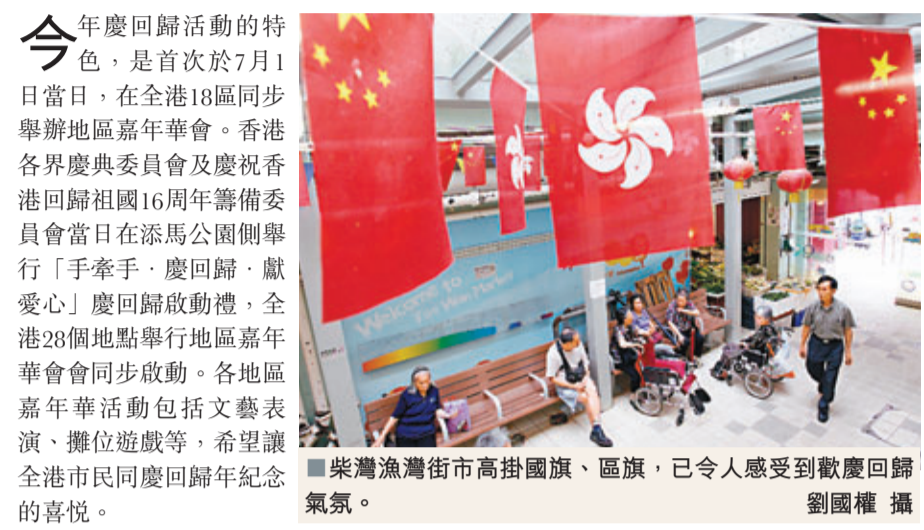 今年慶回歸活動的特
色，是首次於7月1
日當日，在全港18區同步
舉辦地區嘉年華會。香港
各界慶典委員會及慶祝香
港回歸祖國16周年籌備委
員會當日在添馬公園側舉
行「手牽手．慶回歸．獻
愛心」慶回歸啟動禮，全
港28個地點舉行地區嘉年
華會會同步啟動。各地區
嘉年華活動包括文藝表
演、攤位遊戲等，希望讓
全港市民同慶回歸年紀念
的喜悦。
Welcome to
Yue Wan Market
■柴灣漁灣街市高掛國旗、區旗，已令人感受到歡慶回歸
氣氛。 劉國權 攝